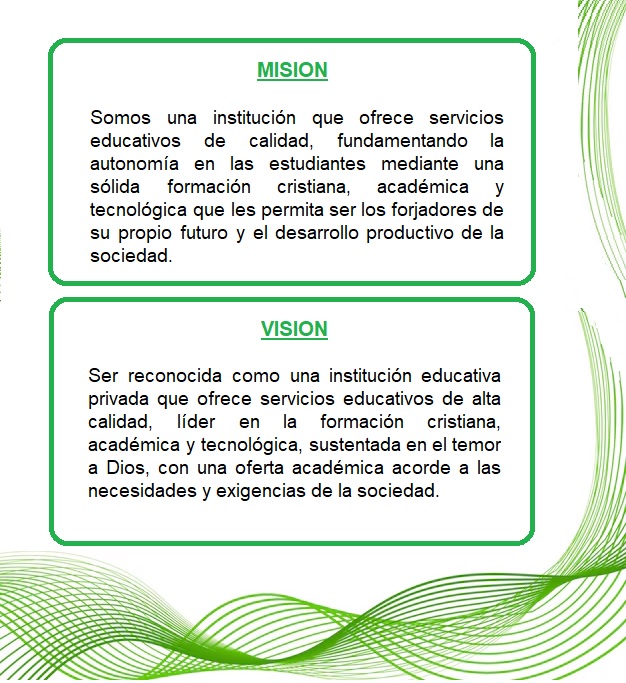 MISION
Somos una institución que ofrece servicios
educativos de calidad, fundamentando la
autonomía en las estudiantes mediante una
sólida formación cristiana, académica y
tecnológica que les permita ser los forjadores de
su propio futuro y el desarrollo productivo de la
sociedad.
VISION
Ser reconocida como una institución educativa
privada que ofrece servicios educativos de alta
calidad, líder en la formación cristiana,
académica y tecnológica, sustentada en el temor
a Dios, con una oferta académica acorde a las
necesidades y exigencias de la sociedad.